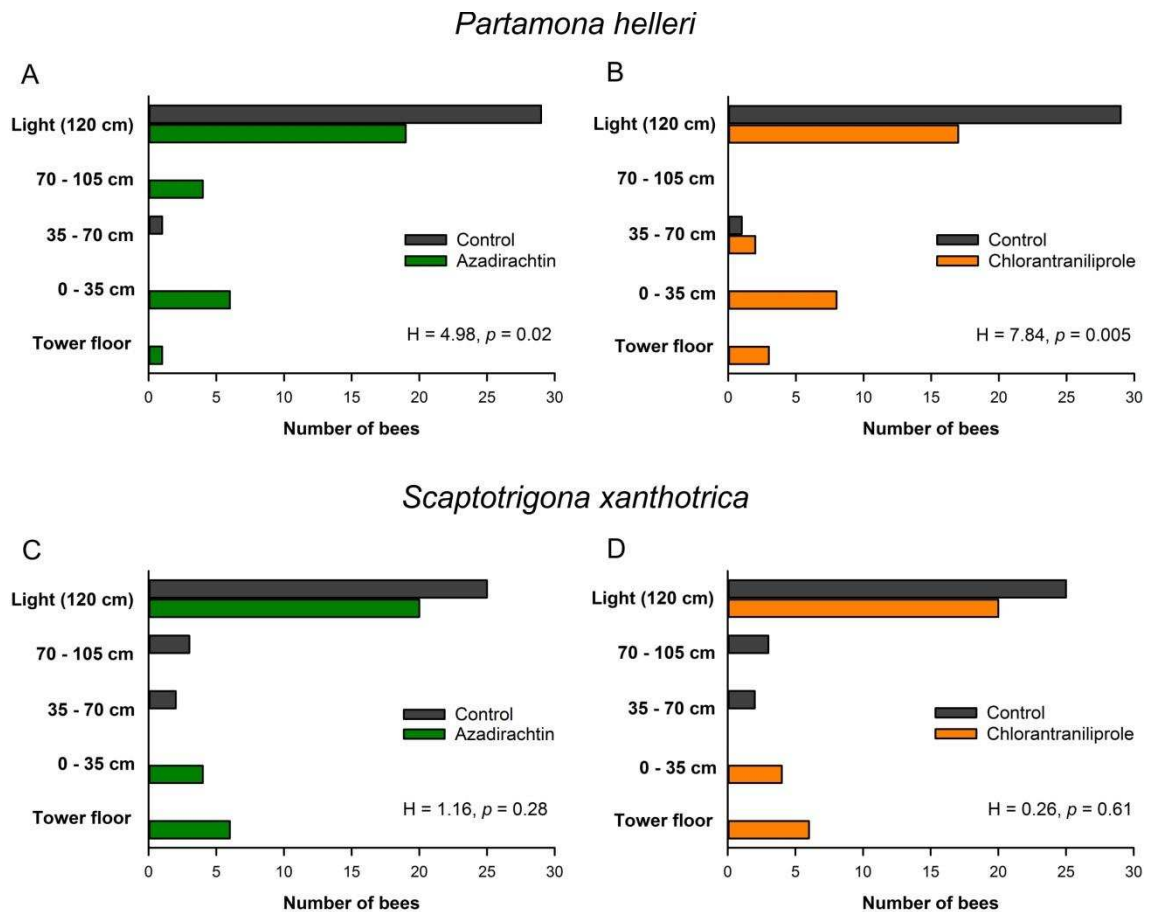 Partamona helleri
A
Light (120 cm)
70 - 105 cm
35 - 70 cm
0 - 35 cm
Tower floor
Control
Azadirachtin
H = 4.98, p = 0.02
0 5 10 15 20 25 30
Number of bees
B
Light (120 cm)
70 - 105 cm
35 - 70 cm
0 - 35 cm
Tower floor
Control
Chlorantraniliprole
H = 7.84, p = 0.005
0 5 10 15 20 25 30
Number of bees
Scaptotrigona xanthotrica
C
Light (120 cm)
70 - 105 cm
35 - 70 cm
0 - 35 cm
Tower floor
Control
Azadirachtin
H = 1.16, p = 0.28
0 5 10 15 20 25 30
Number of bees
D
Light (120 cm)
70 - 105 cm
35 - 70 cm
0 - 35 cm
Tower floor
Control
Chlorantraniliprole
H = 0.26, p = 0.61
0 5 10 15 20 25 30
Number of bees